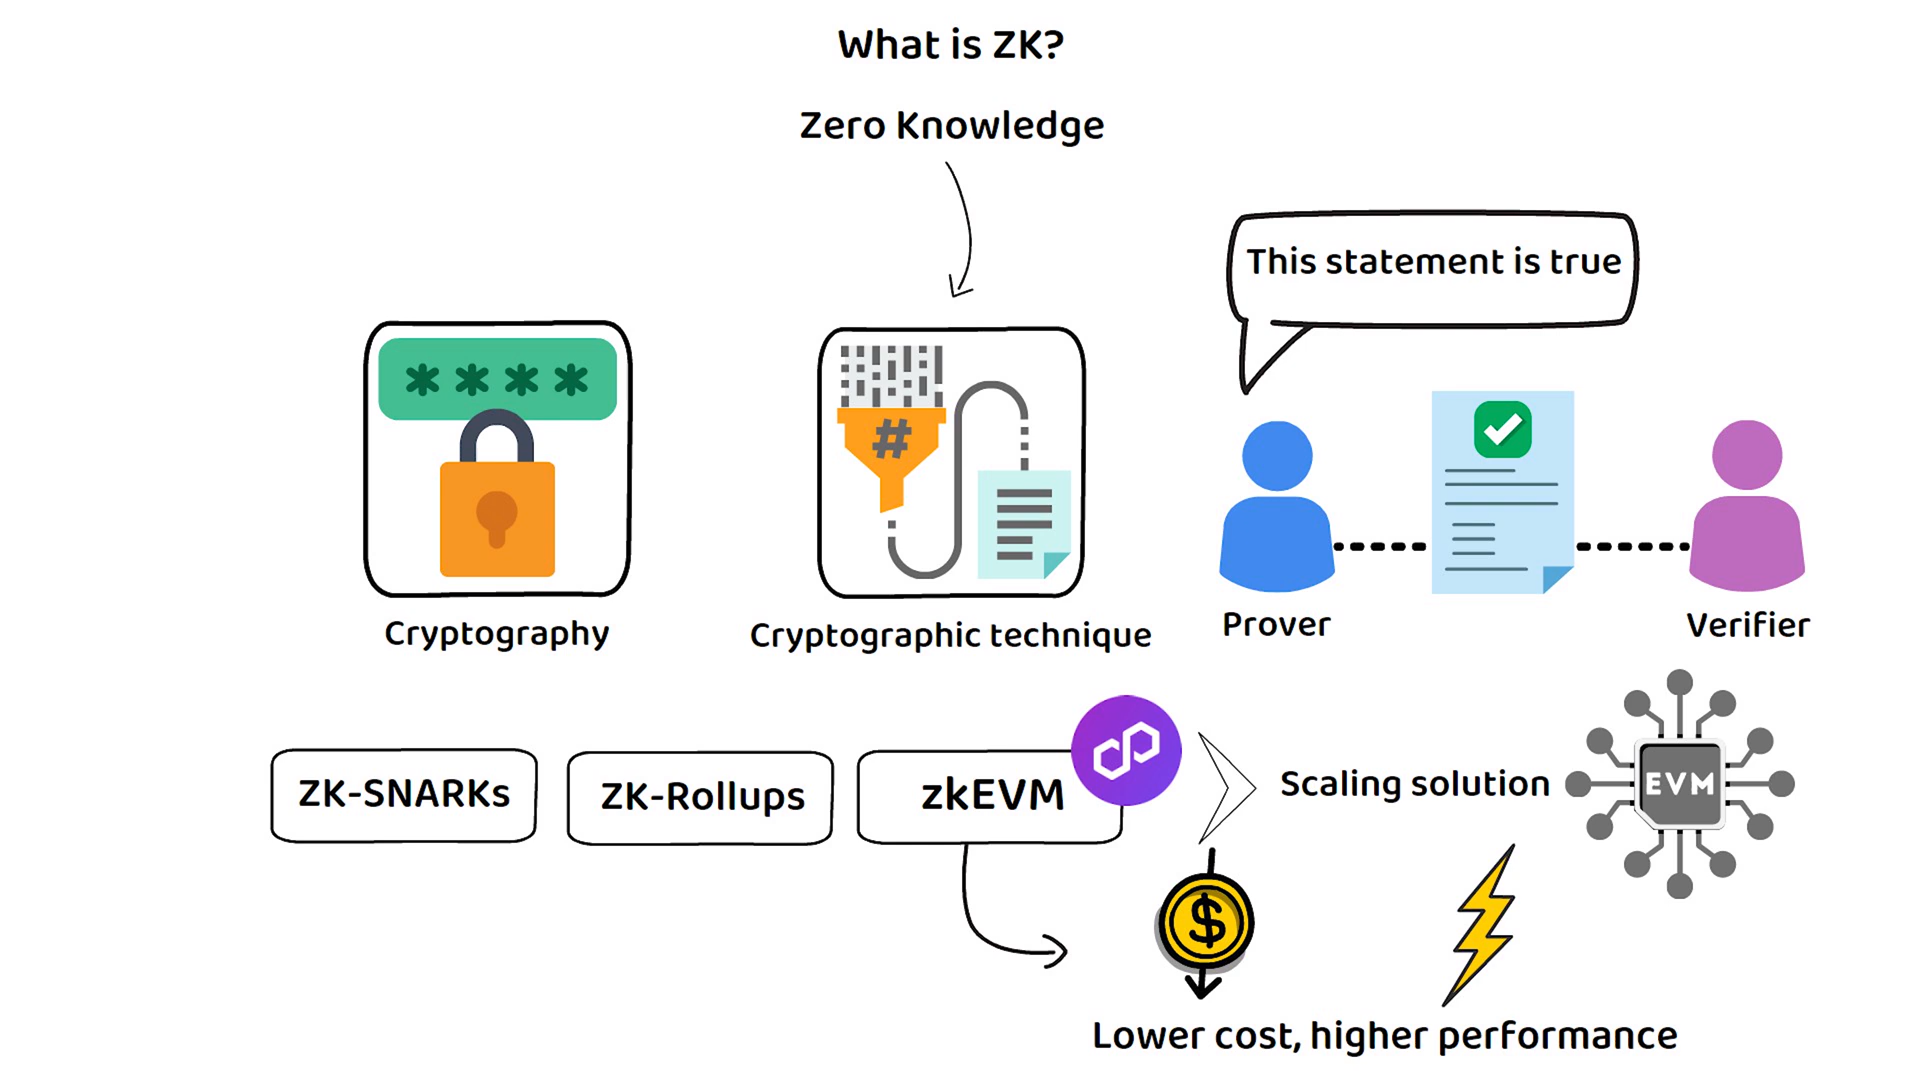 What is ZK?
Zero Knowledge
This statement is true
****
#
Cryptography
Cryptographic technique
Prover
Verifier
ZK-SNARKs
ZK-Rollups
zkEVM
Scaling solution
EVM
$
Lower cost, higher performance